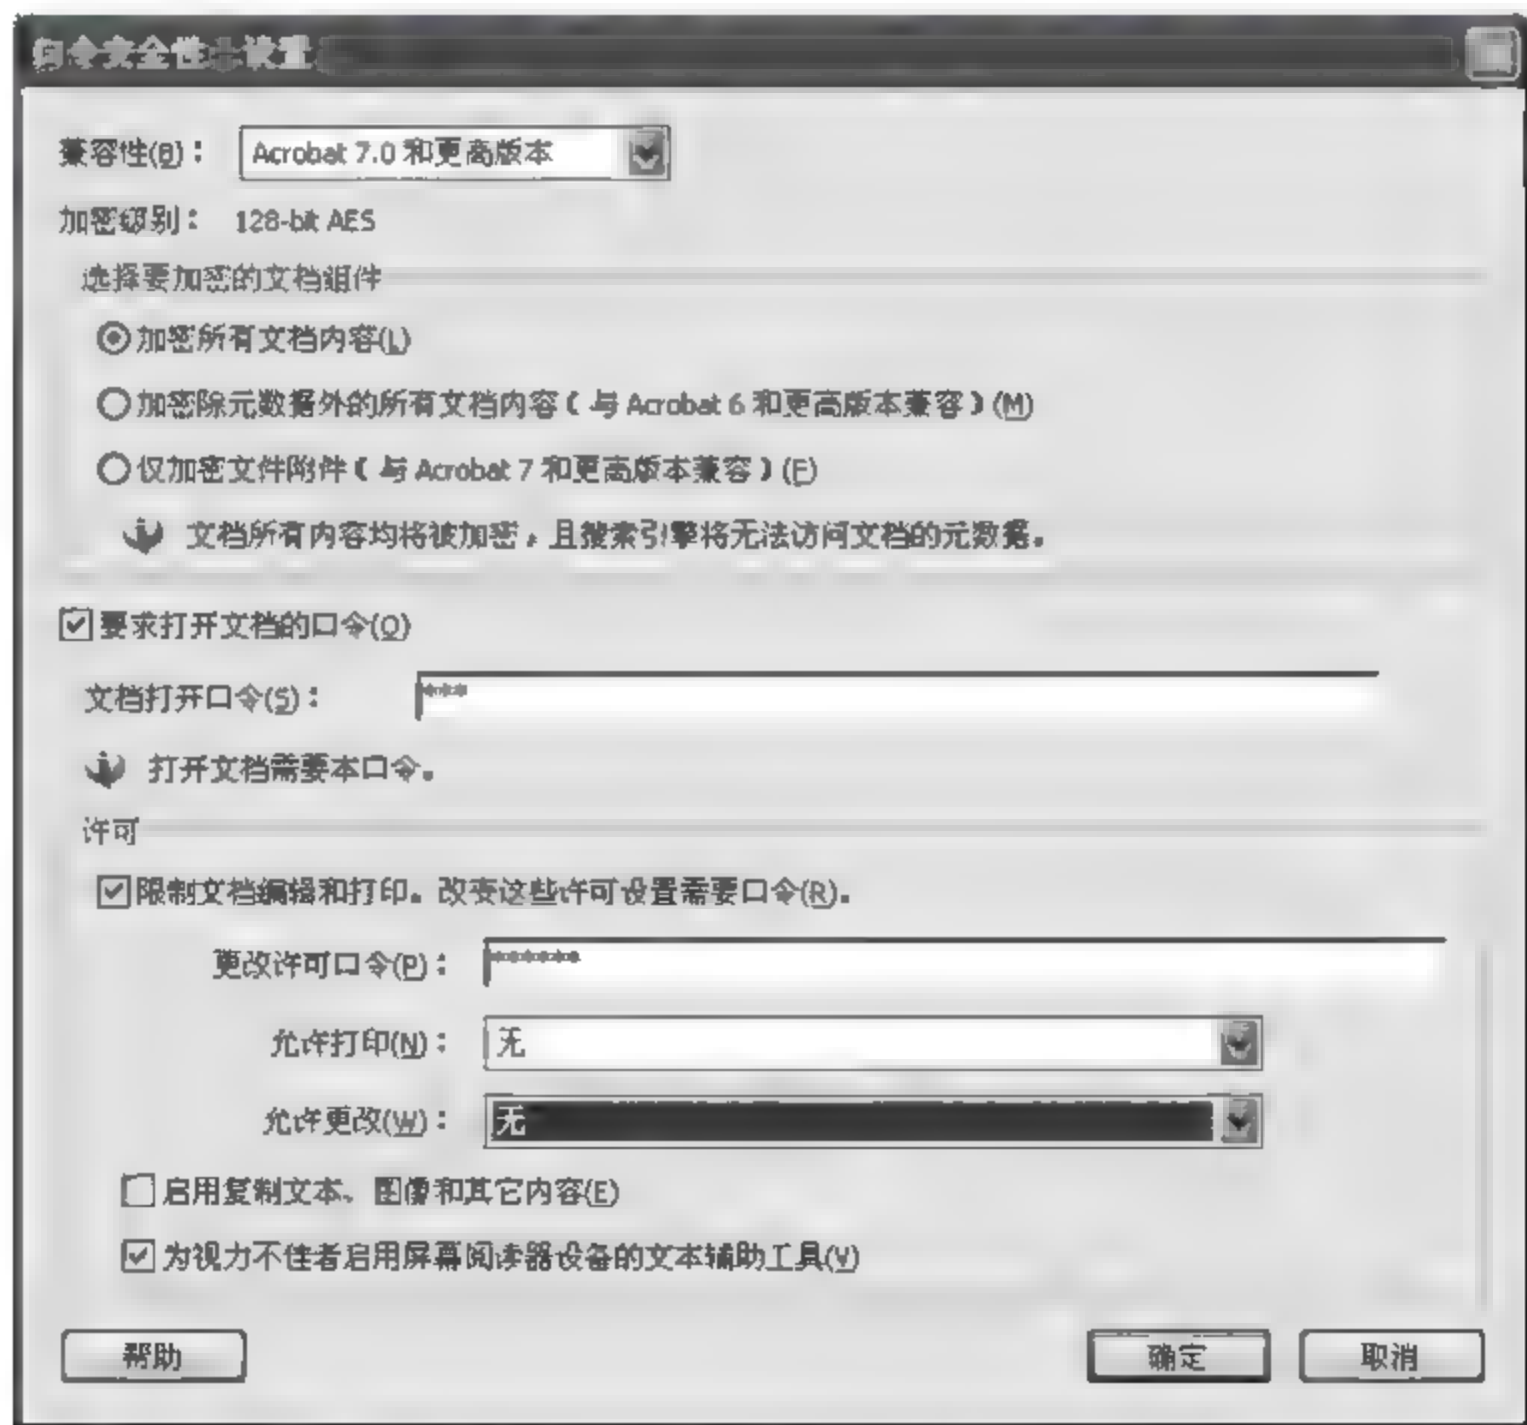 口令安全性 - 设置
兼容性(B)： Acrobat 7.0 和更高版本
加密级别： 128-bit AES
选择要加密的文档组件
加密所有文档内容(L)
加密除元数据外的所有文档内容(与 Acrobat 6 和更高版本兼容)(M)
仅加密文件附件(与 Acrobat 7 和更高版本兼容)(F)
文档所有内容均将被加密，且搜索引擎将无法访问文档的元数据。
要求打开文档的口令(O)
文档打开口令(S)： ***
打开文档需要本口令。
许可
限制文档编辑和打印。改变这些许可设置需要口令(R)。
更改许可口令(P)： ******
允许打印(N)： 无
允许更改(W)： 无
启用复制文本、图像和其它内容(E)
为视力不佳者启用屏幕阅读器设备的文本辅助工具(V)
帮助 确定 取消